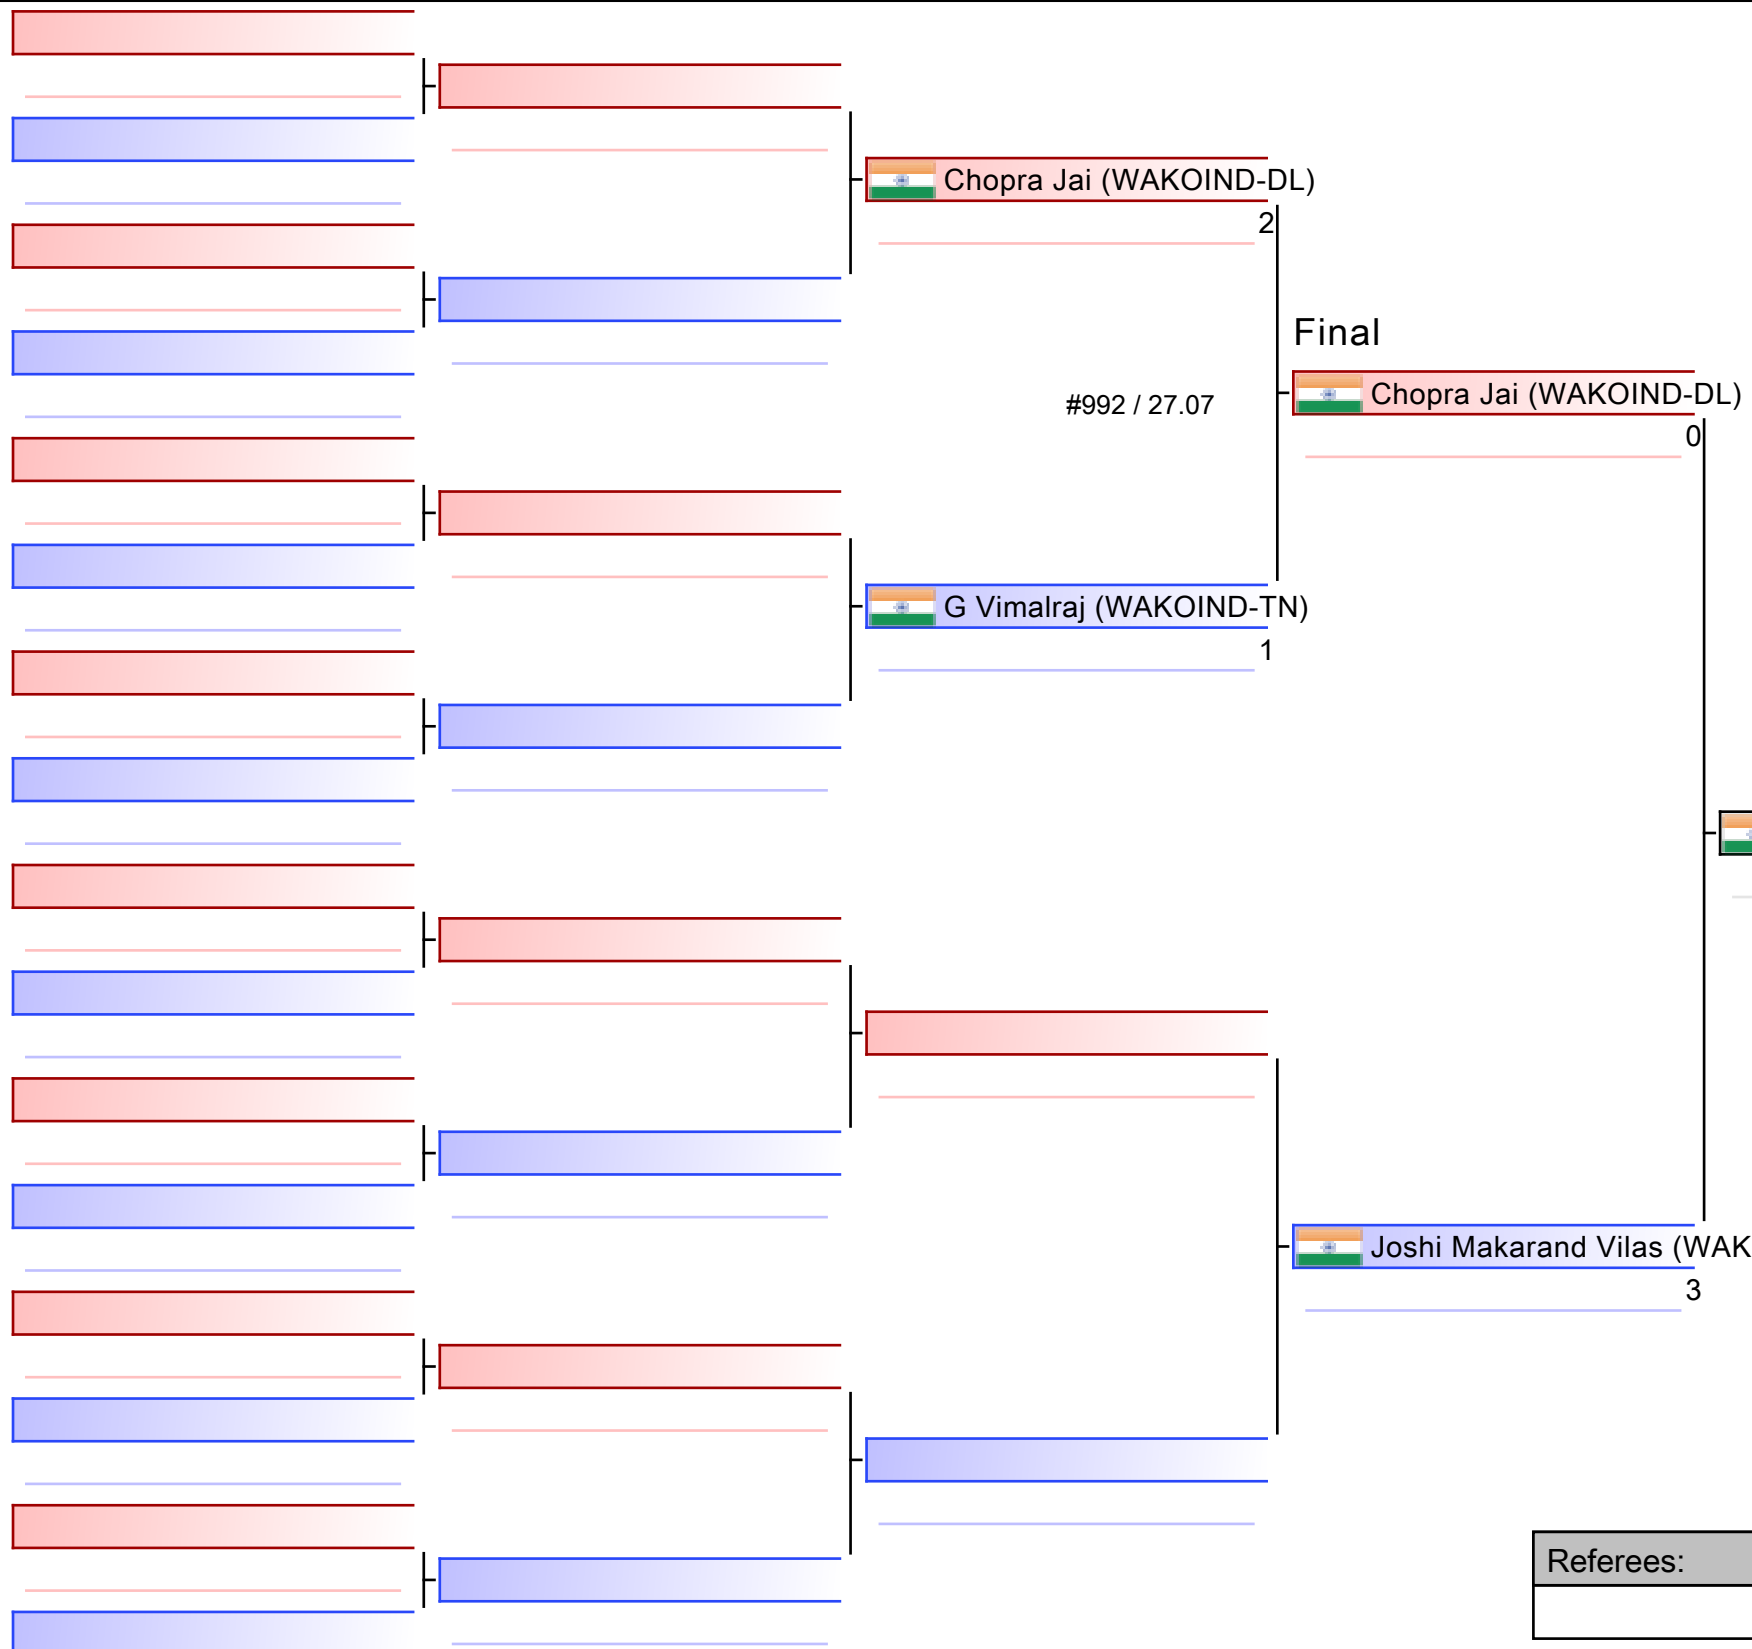 Chopra Jai (WAKOIND-DL)
2
Final
#992 / 27.07
Chopra Jai (WAKOIND-DL)
0
G Vimalraj (WAKOIND-TN)
1
Joshi Makarand Vilas (WAK
3
Referees: